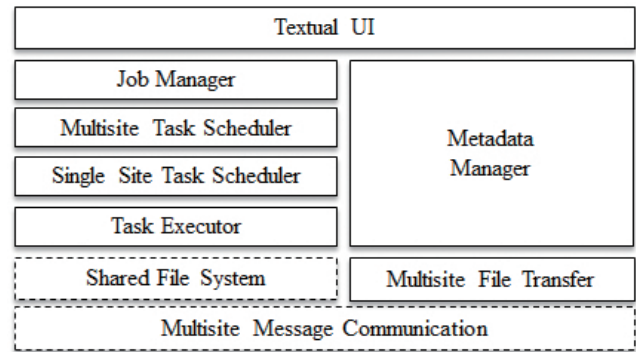 Textual UI
Job Manager
Multisite Task Scheduler
Single Site Task Scheduler
Task Executor
Metadata
Manager
Shared File System
Multisite File Transfer
Multisite Message Communication